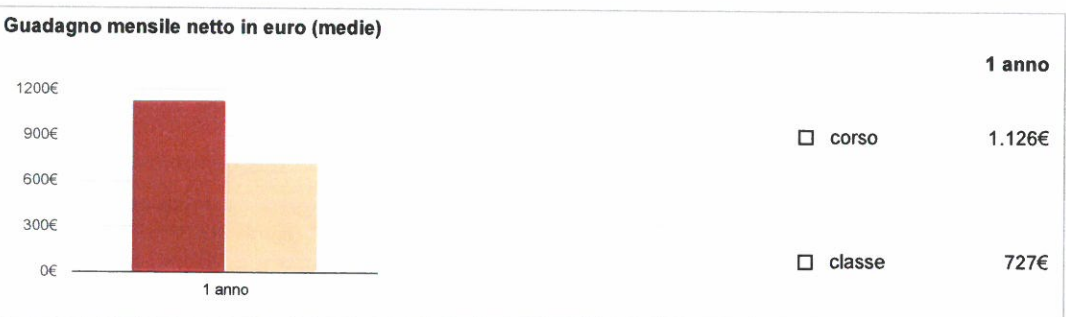 Guadagno mensile netto in euro (medie)
1 anno
1200€
900€
600€
300€
0€
1 anno
corso 1.126€
classe 727€